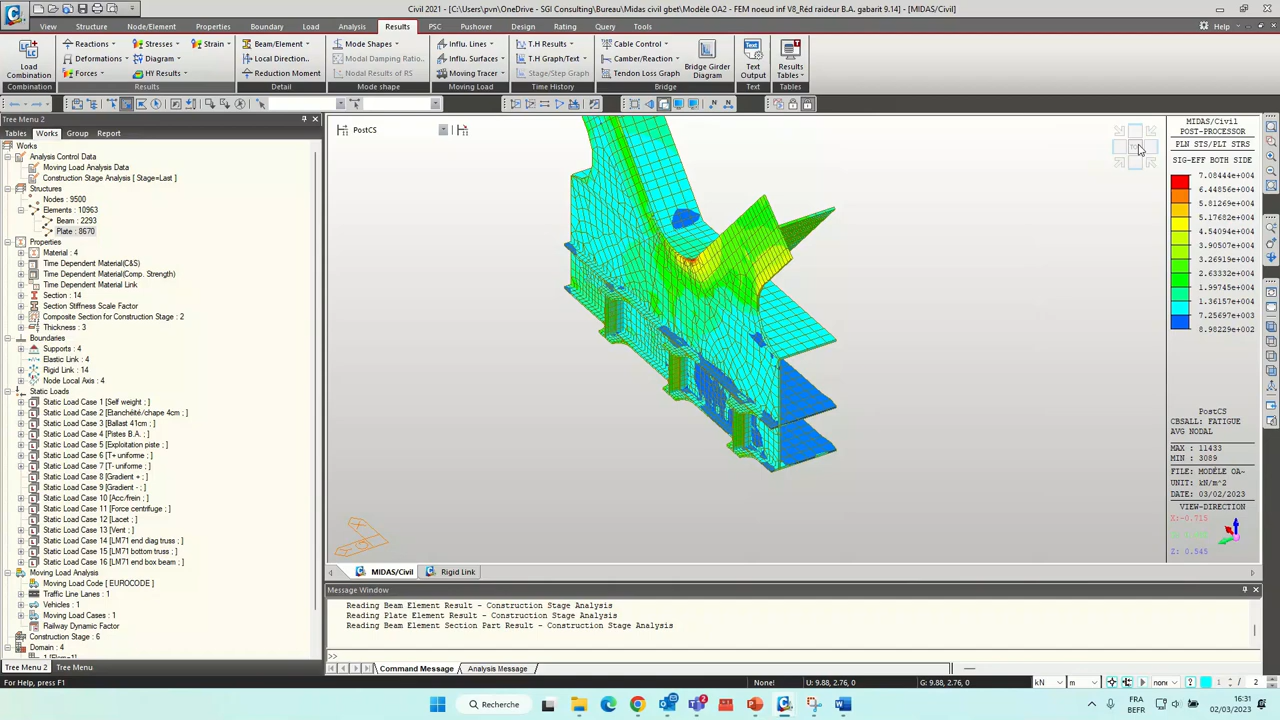 Civil 2021 - [C:\Users\pvn\OneDrive - SGI Consulting\Bureau\Midas civil gbet\Modèle OA2 - FEM noeud inf V8_Réd raideur B.A. gabarit 9.14] - [MIDAS/Civil]
View Structure Node/Element Properties Boundary Load Analysis Results PSC Pushover Design Rating Query Tools Help
Reactions Stresses Strain Beam/Element Mode Shapes Influ. Lines T.H Results Cable Control
Deformations Diagram Local Direction.. Modal Damping Ratio.. Influ. Surfaces T.H Graph/Text Camber/Reaction
Forces HY Results Reduction Moment Nodal Results of RS Moving Tracer Stage/Step Graph Tendon Loss Graph
Load Combination
Bridge Girder Diagram
Text Output
Results Tables
Combination Results Detail Mode shape Moving Load Time History Bridge Text Tables
Tree Menu 2
Tables Works Group Report
Works
Analysis Control Data
Moving Load Analysis Data
Construction Stage Analysis [ Stage=Last ]
Structures
Nodes : 9500
Elements : 10963
Beam : 2293
Plate : 8670
Properties
Material : 4
Time Dependent Material(C&S)
Time Dependent Material(Comp. Strength)
Time Dependent Material Link
Section : 14
Section Stiffness Scale Factor
Composite Section for Construction Stage : 2
Thickness : 3
Boundaries
Supports : 4
Elastic Link : 4
Rigid Link : 14
Node Local Axis : 4
Static Loads
Static Load Case 1 [Self weight ; ]
Static Load Case 2 [Etanchéité/chape 4cm ; ]
Static Load Case 3 [Ballast 41cm ; ]
Static Load Case 4 [Pistes B.A. ; ]
Static Load Case 5 [Exploitation piste ; ]
Static Load Case 6 [T+ uniforme ; ]
Static Load Case 7 [T- uniforme ; ]
Static Load Case 8 [Gradient + ; ]
Static Load Case 9 [Gradient - ; ]
Static Load Case 10 [Acc/frein ; ]
Static Load Case 11 [Force centrifuge ; ]
Static Load Case 12 [Lacet ; ]
Static Load Case 13 [Vent ; ]
Static Load Case 14 [LM71 end diag truss ; ]
Static Load Case 15 [LM71 bottom truss ; ]
Static Load Case 16 [LM71 end box beam ; ]
Moving Load Analysis
Moving Load Code [ EUROCODE ]
Traffic Line Lanes : 1
Vehicles : 1
Moving Load Cases : 1
Railway Dynamic Factor
Construction Stage : 6
Domain : 4
Tree Menu 2 Tree Menu
PostCS
MIDAS/Civil
POST-PROCESSOR
PLN STS/PLT STRS
SIG-EFF BOTH SIDE
7.08444e+004
6.44856e+004
5.81269e+004
5.17682e+004
4.54094e+004
3.90507e+004
3.26919e+004
2.63332e+004
1.99745e+004
1.36157e+004
7.25697e+003
8.98229e+002
PostCS
CBSALL: FATIGUE
AVG NODAL
MAX : 11433
MIN : 3089
FILE: MODÈLE OA~
UNIT: kN/m^2
DATE: 03/02/2023
VIEW-DIRECTION
X:-0.715
Z: 0.545
MIDAS/Civil Rigid Link
Message Window
Reading Beam Element Result - Construction Stage Analysis
Reading Plate Element Result - Construction Stage Analysis
Reading Beam Element Section Part Result - Construction Stage Analysis
>>
Command Message Analysis Message
For Help, press F1 None! U: 9.88, 2.76, 0 G: 9.88, 2.76, 0 kN m none 1 / 2
Recherche
FRA
BEFR
16:31
02/03/2023